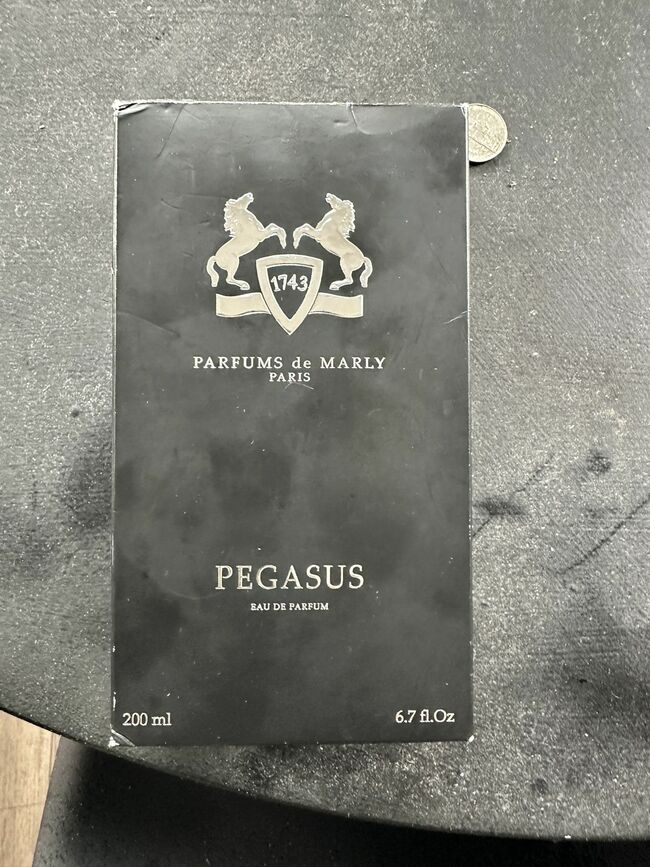 1743
PARFUMS de MARLY
PARIS
PEGASUS
EAU DE PARFUM
200 ml
6.7 fl.Oz